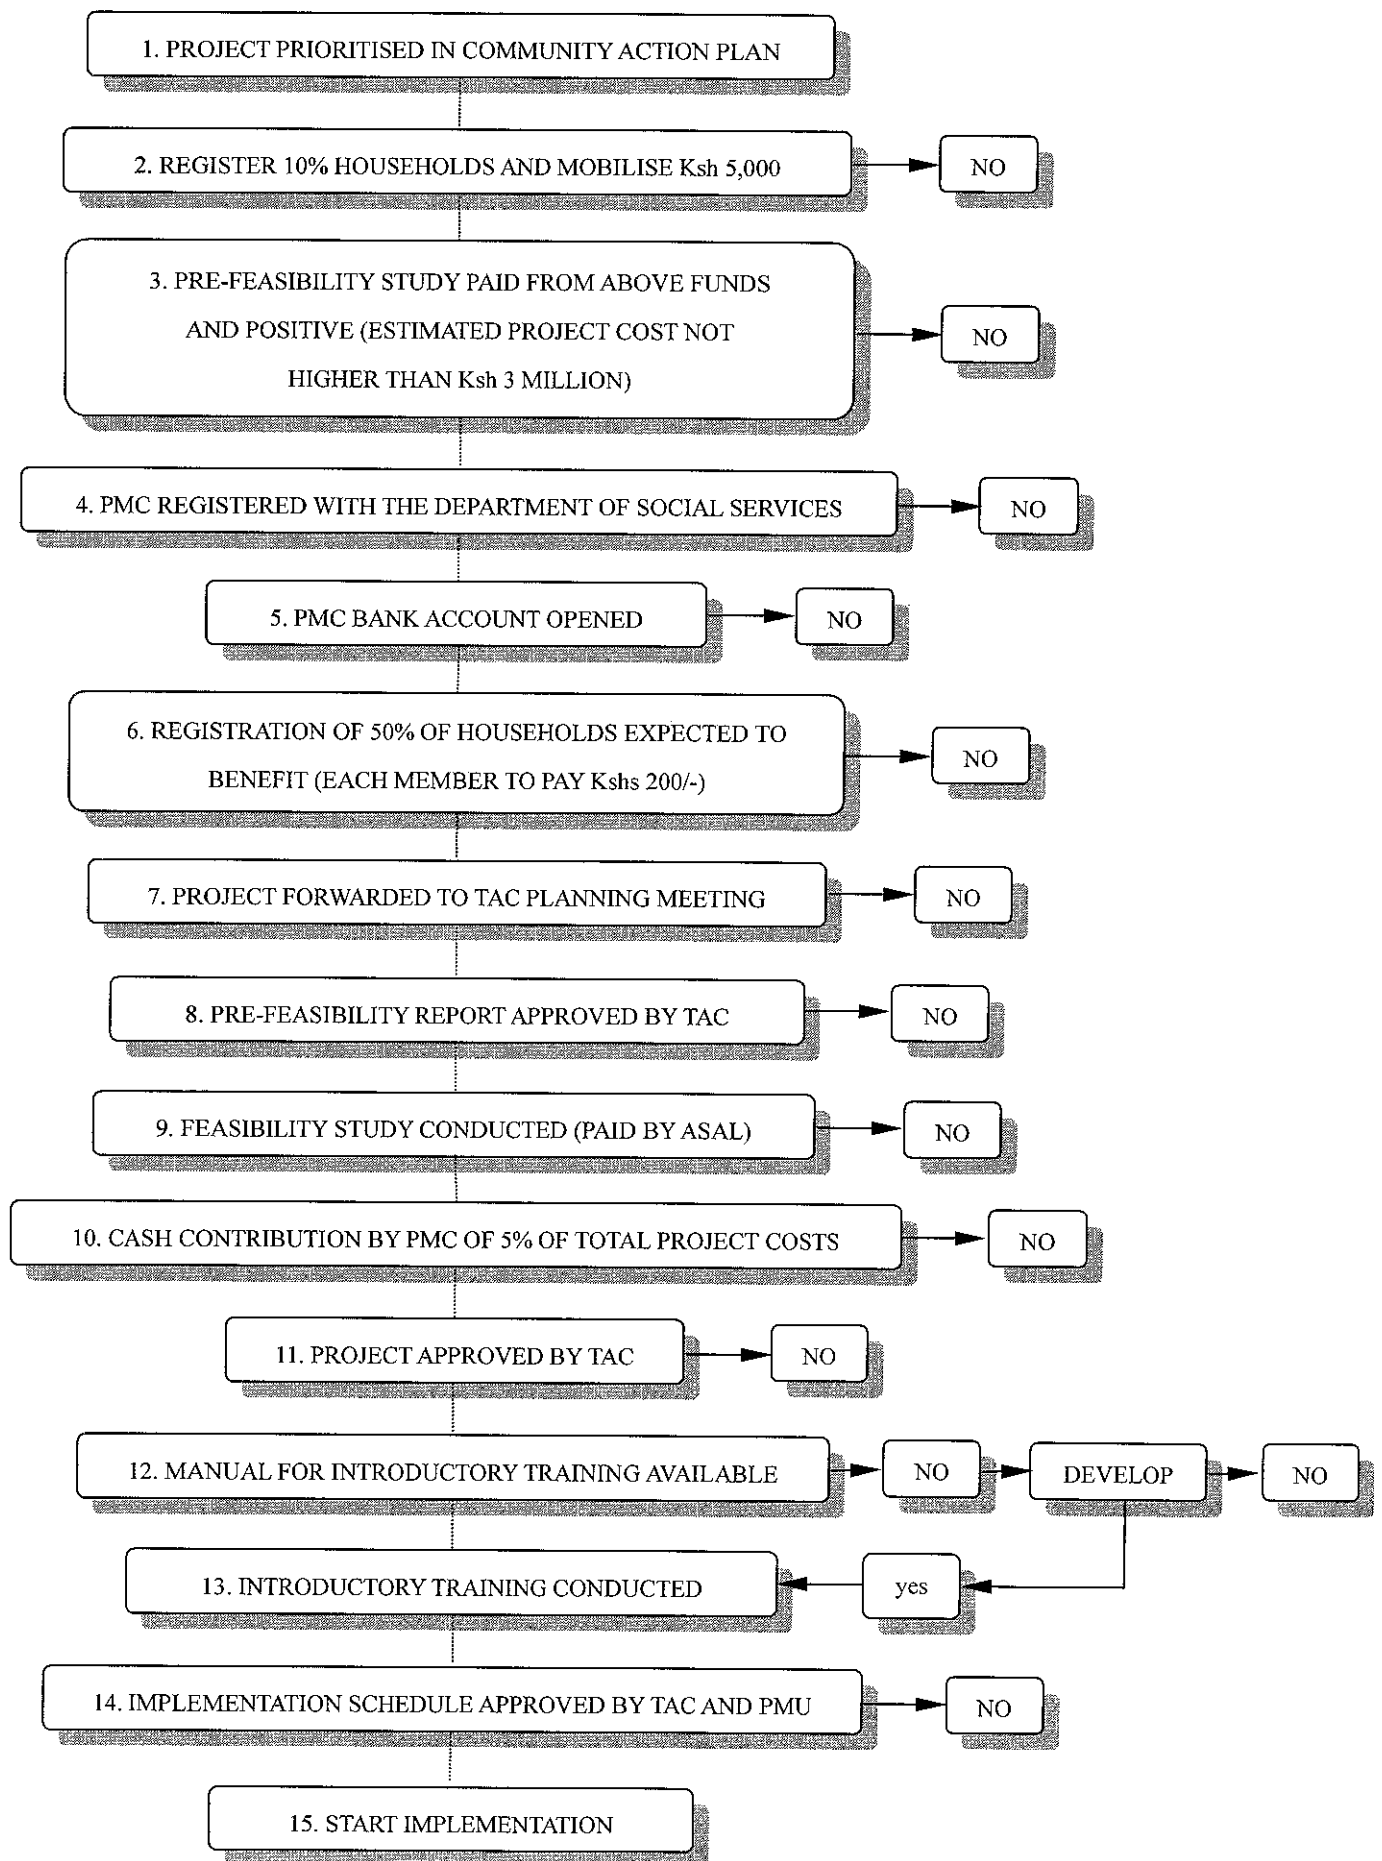 1. PROJECT PRIORITISED IN COMMUNITY ACTION PLAN
2. REGISTER 10% HOUSEHOLDS AND MOBILISE Ksh 5,000
NO
3. PRE-FEASIBILITY STUDY PAID FROM ABOVE FUNDS
AND POSITIVE (ESTIMATED PROJECT COST NOT
HIGHER THAN Ksh 3 MILLION)
NO
4. PMC REGISTERED WITH THE DEPARTMENT OF SOCIAL SERVICES
NO
5. PMC BANK ACCOUNT OPENED
NO
6. REGISTRATION OF 50% OF HOUSEHOLDS EXPECTED TO
BENEFIT (EACH MEMBER TO PAY Kshs 200/-)
NO
7. PROJECT FORWARDED TO TAC PLANNING MEETING
NO
8. PRE-FEASIBILITY REPORT APPROVED BY TAC
NO
9. FEASIBILITY STUDY CONDUCTED (PAID BY ASAL)
NO
10. CASH CONTRIBUTION BY PMC OF 5% OF TOTAL PROJECT COSTS
NO
11. PROJECT APPROVED BY TAC
NO
12. MANUAL FOR INTRODUCTORY TRAINING AVAILABLE
NO
DEVELOP
NO
13. INTRODUCTORY TRAINING CONDUCTED
yes
14. IMPLEMENTATION SCHEDULE APPROVED BY TAC AND PMU
NO
15. START IMPLEMENTATION